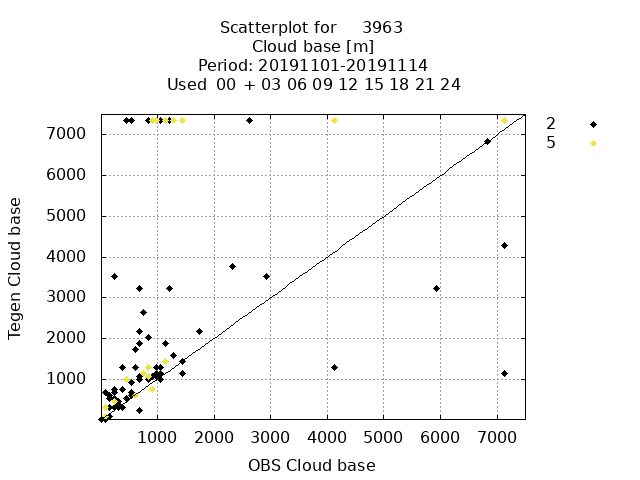 Scatterplot for 3963
Cloud base [m]
Period: 20191101-20191114
Used 00 + 03 06 09 12 15 18 21 24
2
5
7000
6000
5000
4000
3000
2000
1000
Tegen Cloud base
1000 2000 3000 4000 5000 6000 7000
OBS Cloud base